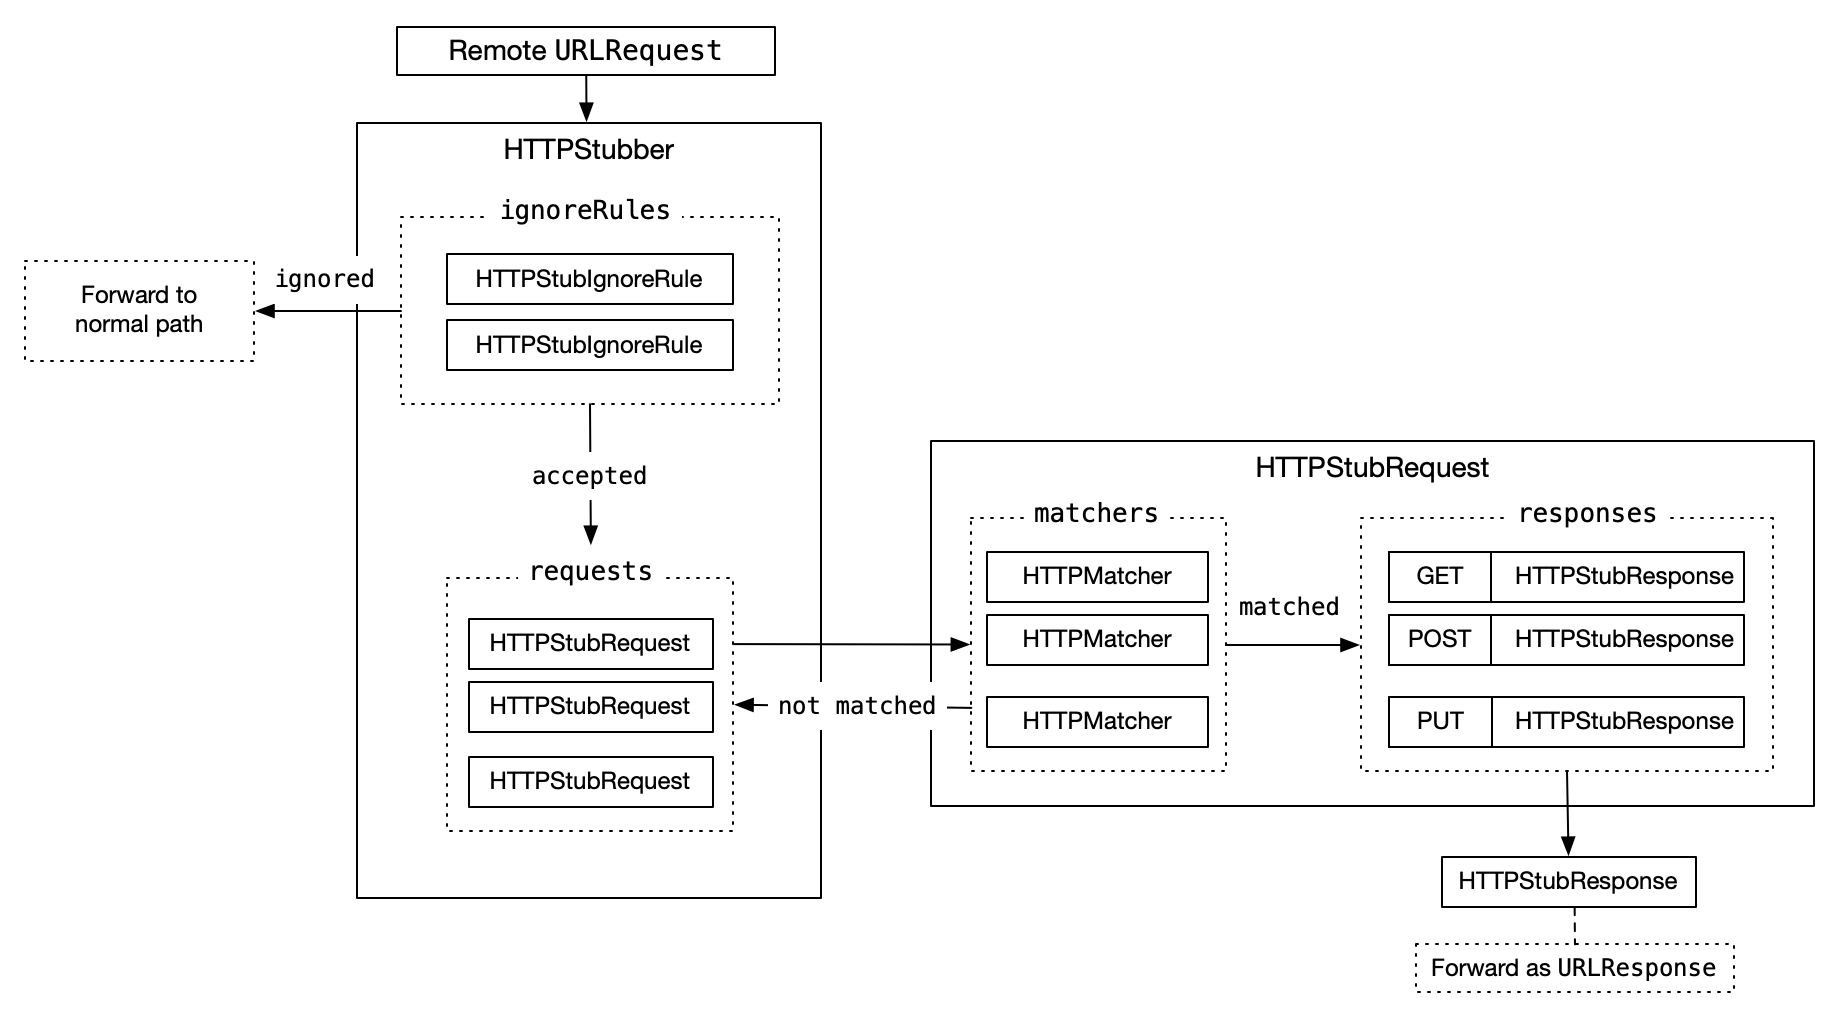 Remote URLRequest
HTTPStubber
ignoreRules
HTTPStubIgnoreRule
HTTPStubIgnoreRule
ignored
Forward to
normal path
accepted
requests
HTTPStubRequest
HTTPStubRequest
HTTPStubRequest
not matched
HTTPStubRequest
matchers
HTTPMatcher
HTTPMatcher
HTTPMatcher
matched
responses
GET HTTPStubResponse
POST HTTPStubResponse
PUT HTTPStubResponse
HTTPStubResponse
Forward as URLResponse